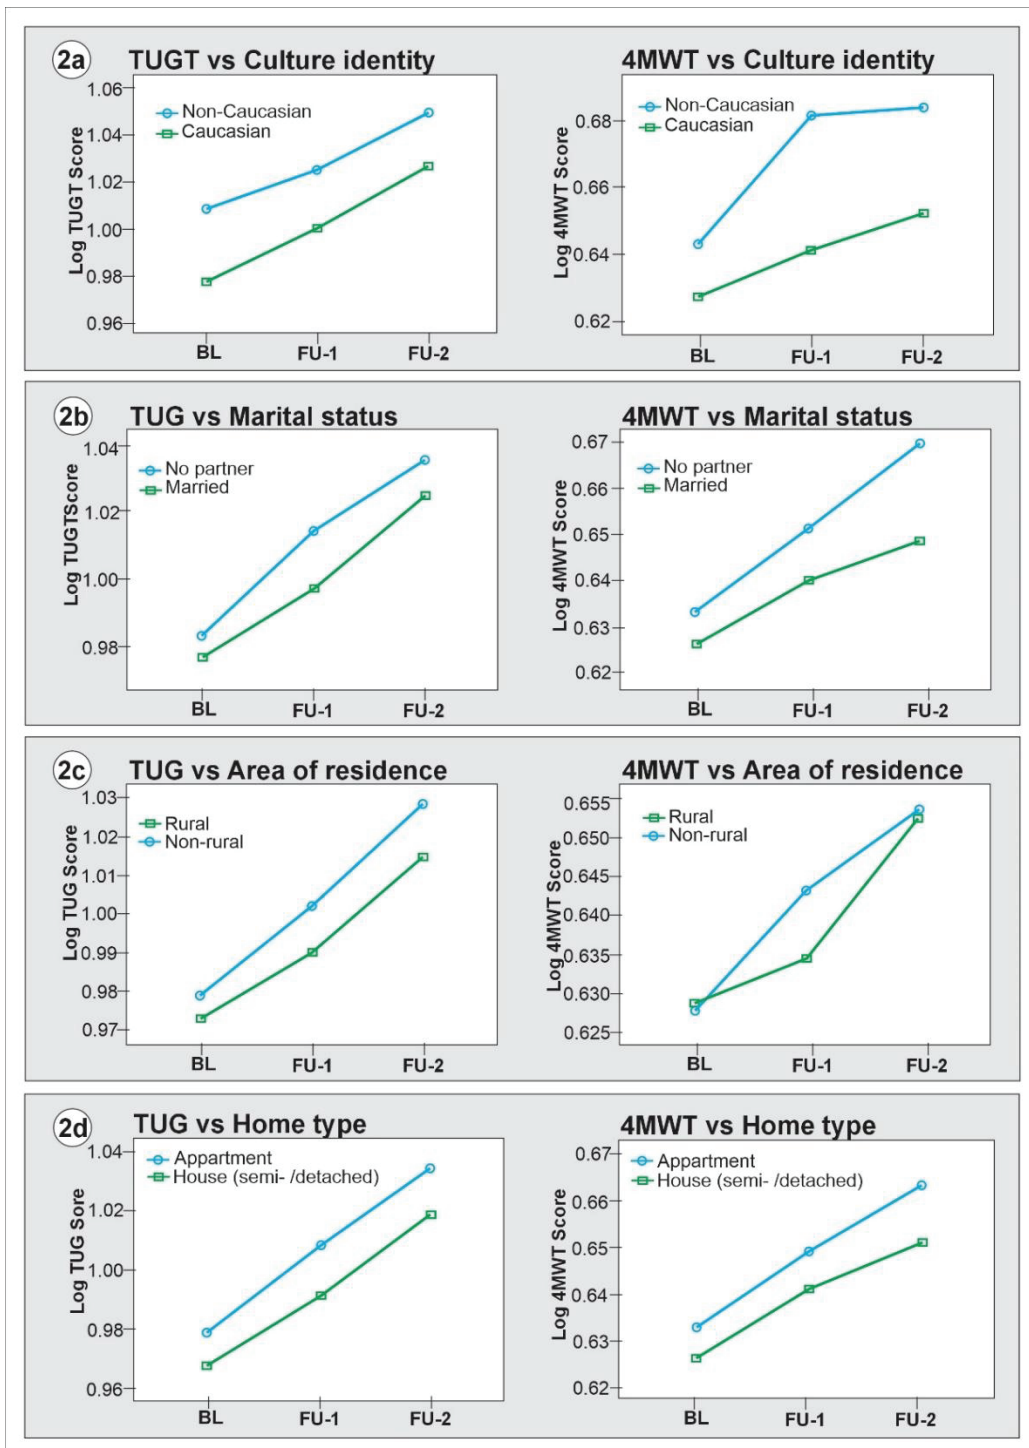 2a
TUGT vs Culture identity
1.06
1.04
1.02
1.00
0.98
0.96
Log TUGT Score
Non-Caucasian
Caucasian
BL FU-1 FU-2
4MWT vs Culture identity
0.68
0.66
0.64
0.62
Log 4MWT Score
Non-Caucasian
Caucasian
BL FU-1 FU-2
2b
TUG vs Marital status
1.04
1.02
1.00
0.98
Log TUGTScore
No partner
Married
BL FU-1 FU-2
4MWT vs Marital status
0.67
0.66
0.65
0.64
0.63
0.62
Log 4MWT Score
No partner
Married
BL FU-1 FU-2
2c
TUG vs Area of residence
1.03
1.02
1.01
1.00
0.99
0.98
0.97
Log TUG Score
Rural
Non-rural
BL FU-1 FU-2
4MWT vs Area of residence
0.655
0.650
0.645
0.640
0.635
0.630
0.625
Log 4MWT Score
Rural
Non-rural
BL FU-1 FU-2
2d
TUG vs Home type
1.04
1.02
1.00
0.98
0.96
Log TUG Sore
Appartment
House (semi- /detached)
BL FU-1 FU-2
4MWT vs Home type
0.67
0.66
0.65
0.64
0.63
0.62
Log 4MWT Score
Appartment
House (semi- /detached)
BL FU-1 FU-2